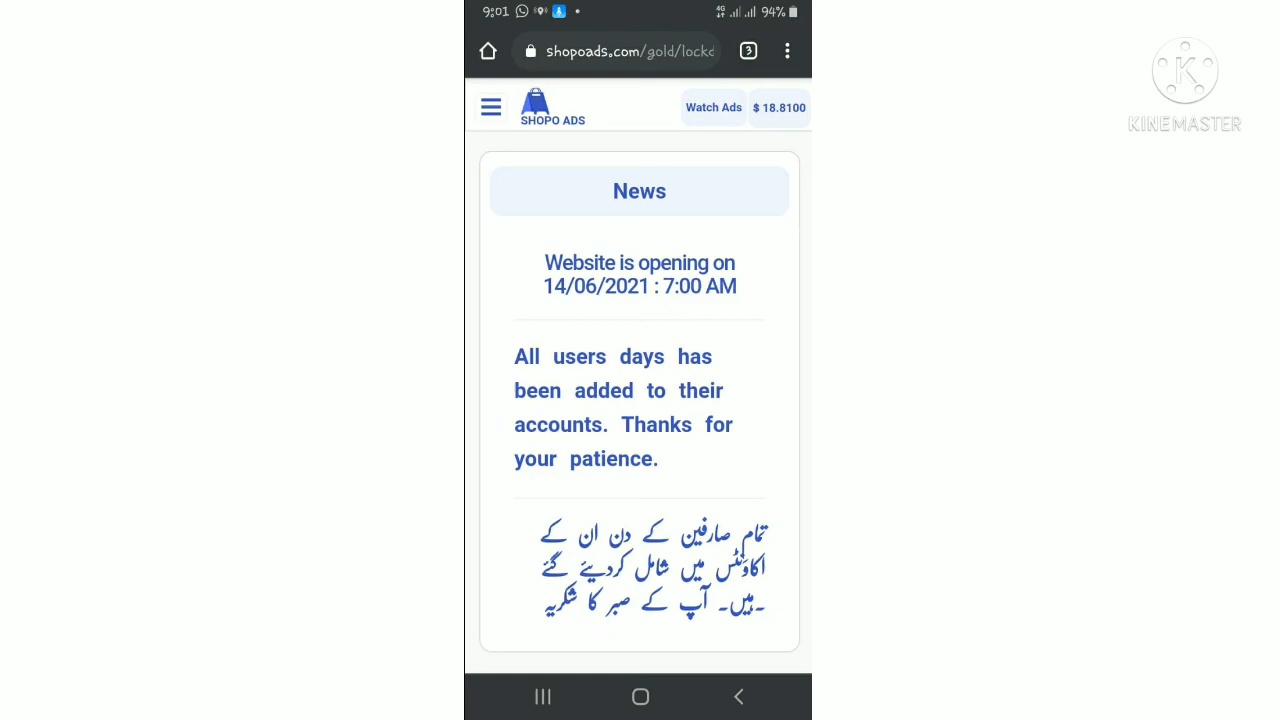 9:01
4G
94%
shopoads.com/gold/lockd
3
SHOPO ADS
Watch Ads
$ 18.8100
K
KINEMASTER
News
Website is opening on
14/06/2021 : 7:00 AM
All users days has
been added to their
accounts. Thanks for
your patience.
تمام صارفین کے دن ان کے
اکاؤنٹس میں شامل کردیئے گئے
ہیں۔ آپ کے صبر کا شکریہ۔